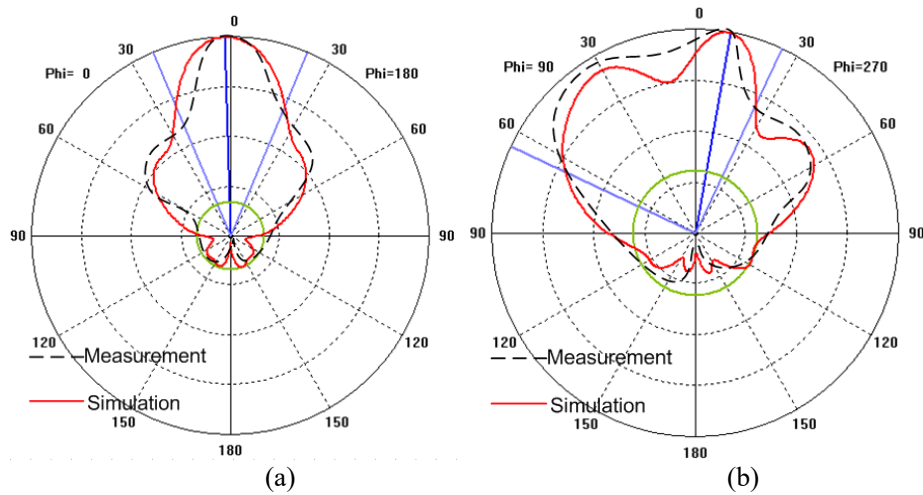 0 0
30 30 30 30
Phi= 0 Phi=180 Phi= 90 Phi=270
60 60 60 60
90 90 90 90
120 120 120 120
Measurement Measurement
Simulation Simulation
150 150 150 150
180 180
(a) (b)